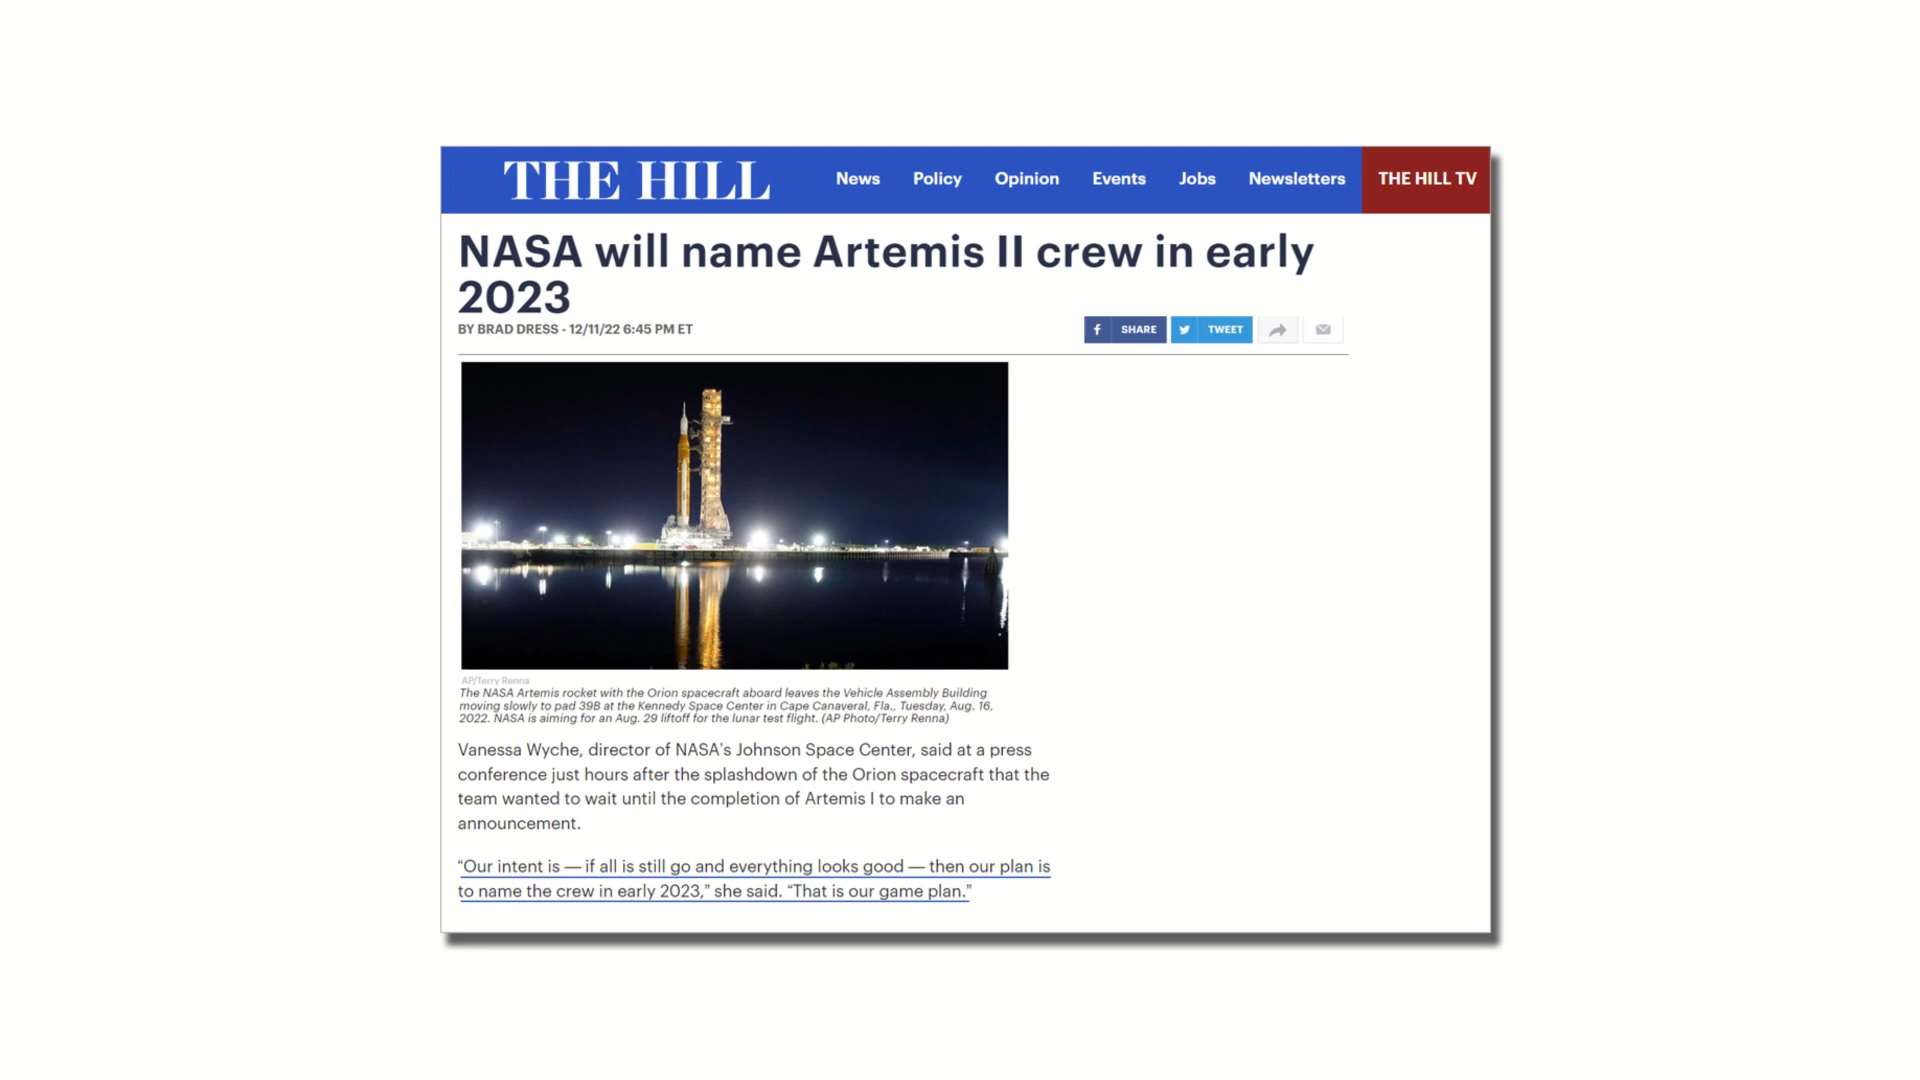 THE HILL
News Policy Opinion Events Jobs Newsletters THE HILL TV
NASA will name Artemis II crew in early
2023
BY BRAD DRESS - 12/11/22 6:45 PM ET
SHARE TWEET
AP/Terry Renna
The NASA Artemis rocket with the Orion spacecraft aboard leaves the Vehicle Assembly Building
moving slowly to pad 39B at the Kennedy Space Center in Cape Canaveral, Fla., Tuesday, Aug. 16,
2022. NASA is aiming for an Aug. 29 liftoff for the lunar test flight. (AP Photo/Terry Renna)
Vanessa Wyche, director of NASA's Johnson Space Center, said at a press
conference just hours after the splashdown of the Orion spacecraft that the
team wanted to wait until the completion of Artemis I to make an
announcement.
“Our intent is — if all is still go and everything looks good — then our plan is
to name the crew in early 2023,” she said. “That is our game plan.”